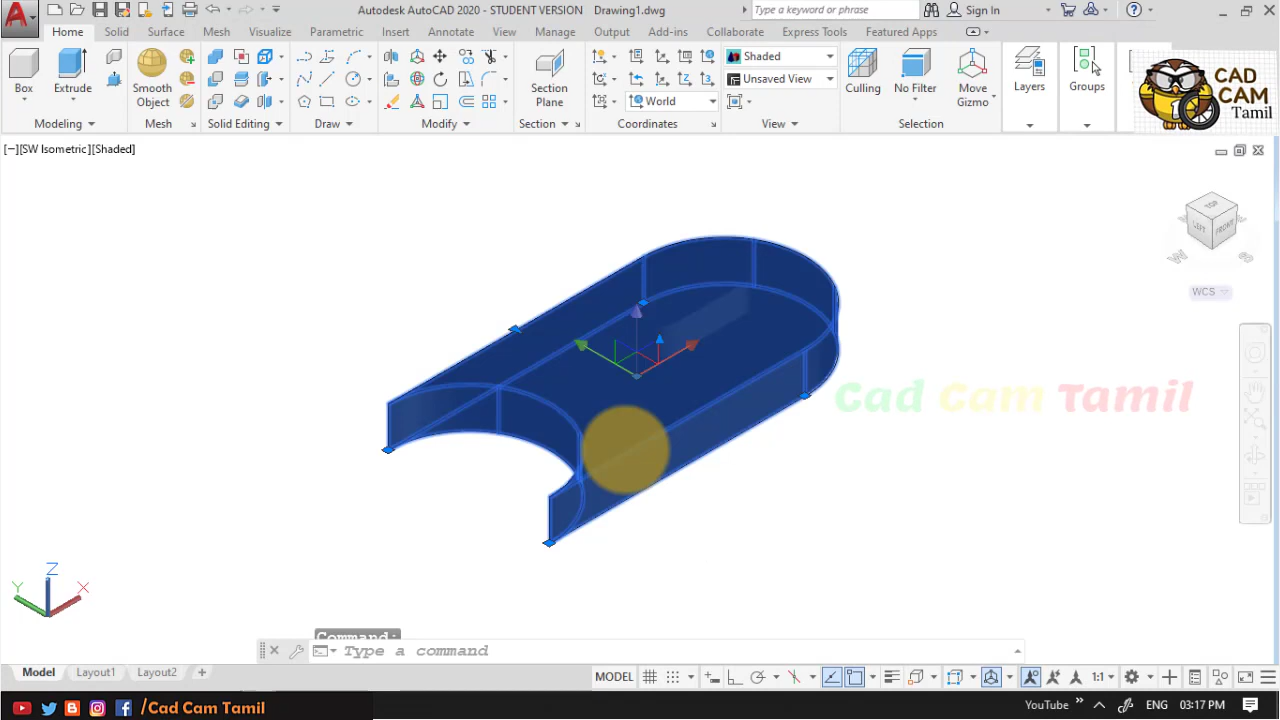 Autodesk AutoCAD 2020 - STUDENT VERSION Drawing1.dwg
Type a keyword or phrase
Sign In
Home Solid Surface Mesh Visualize Parametric Insert Annotate View Manage Output Add-ins Collaborate Express Tools Featured Apps
Shaded
Unsaved View
World
Box
Extrude
Smooth
Object
Section
Plane
Culling
No Filter
Move
Gizmo
Layers
Groups
CAD
CAM
Tamil
Modeling
Mesh
Solid Editing
Draw
Modify
Section
Coordinates
View
Selection
[−][SW Isometric][Shaded]
TOP
LEFT
FRONT
W
S
WCS
Cad Cam Tamil
Z
Y
X
Command:
Type a command
Model Layout1 Layout2
MODEL
1:1
/Cad Cam Tamil
YouTube
ENG
03:17 PM